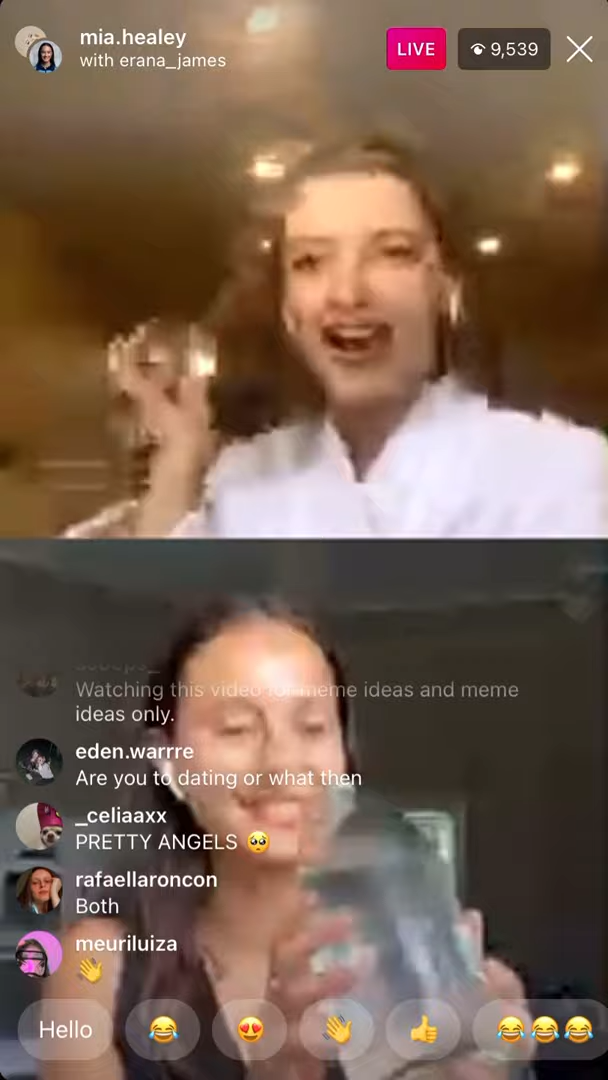 mia.healey
with erana_james
LIVE
9,539
Watching this video for meme ideas and meme
ideas only.
eden.warrre
Are you to dating or what then
_celiaaxx
PRETTY ANGELS 🥺
rafaellaroncon
Both
meuriluiza
👋
Hello 😂 😍 👋 👍 😂😂😂